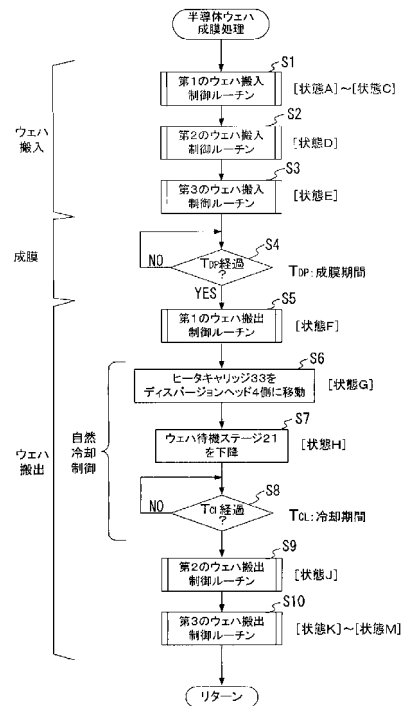 半導体ウェハ
成膜処理
S1
第1のウェハ搬入
制御ルーチン
[状態A]～[状態C]
S2
第2のウェハ搬入
制御ルーチン
[状態D]
ウェハ
搬入
S3
第3のウェハ搬入
制御ルーチン
[状態E]
成膜
S4
TDP経過
?
NO
YES
TDP:成膜期間
S5
第1のウェハ搬出
制御ルーチン
[状態F]
S6
ヒータキャリッジ33を
ディスパージョンヘッド4側に移動
[状態G]
S7
ウェハ待機ステージ21
を下降
[状態H]
自然
冷却
制御
ウェハ
搬出
S8
TCL経過
?
NO
TCL:冷却期間
S9
第2のウェハ搬出
制御ルーチン
[状態J]
S10
第3のウェハ搬出
制御ルーチン
[状態K]～[状態M]
リターン